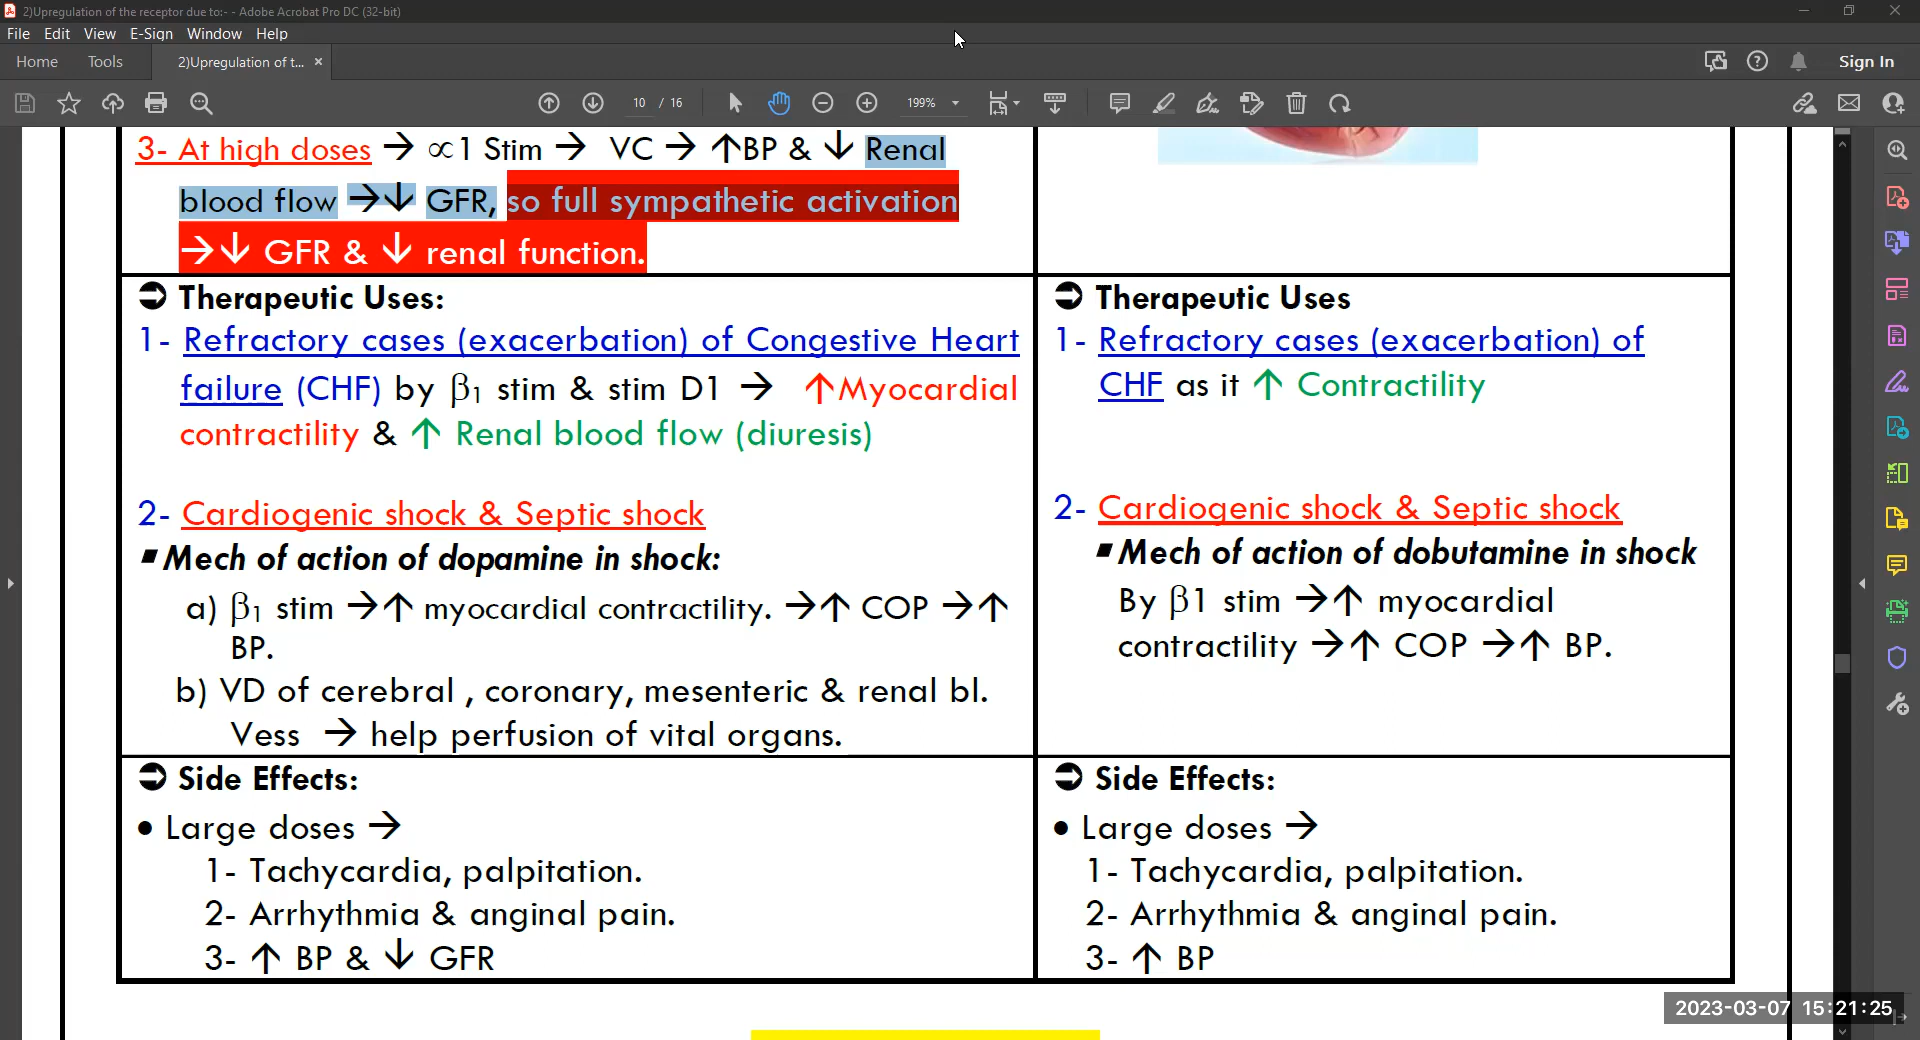 2)Upregulation of the receptor due to:- - Adobe Acrobat Pro DC (32-bit)
File Edit View E-Sign Window Help
Home Tools 2)Upregulation of t... ×
Sign In
10 / 16 199%
3- At high doses → ∝1 Stim → VC → ↑BP & ↓ Renal
blood flow →↓ GFR, so full sympathetic activation
→↓ GFR & ↓ renal function.
➲ Therapeutic Uses:
1- Refractory cases (exacerbation) of Congestive Heart
failure (CHF) by β1 stim & stim D1 → ↑Myocardial
contractility & ↑ Renal blood flow (diuresis)
2- Cardiogenic shock & Septic shock
▪ Mech of action of dopamine in shock:
a) β1 stim →↑ myocardial contractility. →↑ COP →↑
BP.
b) VD of cerebral , coronary, mesenteric & renal bl.
Vess → help perfusion of vital organs.
➲ Therapeutic Uses
1- Refractory cases (exacerbation) of
CHF as it ↑ Contractility
2- Cardiogenic shock & Septic shock
▪ Mech of action of dobutamine in shock
By β1 stim →↑ myocardial
contractility →↑ COP →↑ BP.
➲ Side Effects:
• Large doses →
1- Tachycardia, palpitation.
2- Arrhythmia & anginal pain.
3- ↑ BP & ↓ GFR
➲ Side Effects:
• Large doses →
1- Tachycardia, palpitation.
2- Arrhythmia & anginal pain.
3- ↑ BP
2023-03-07 15:21:25